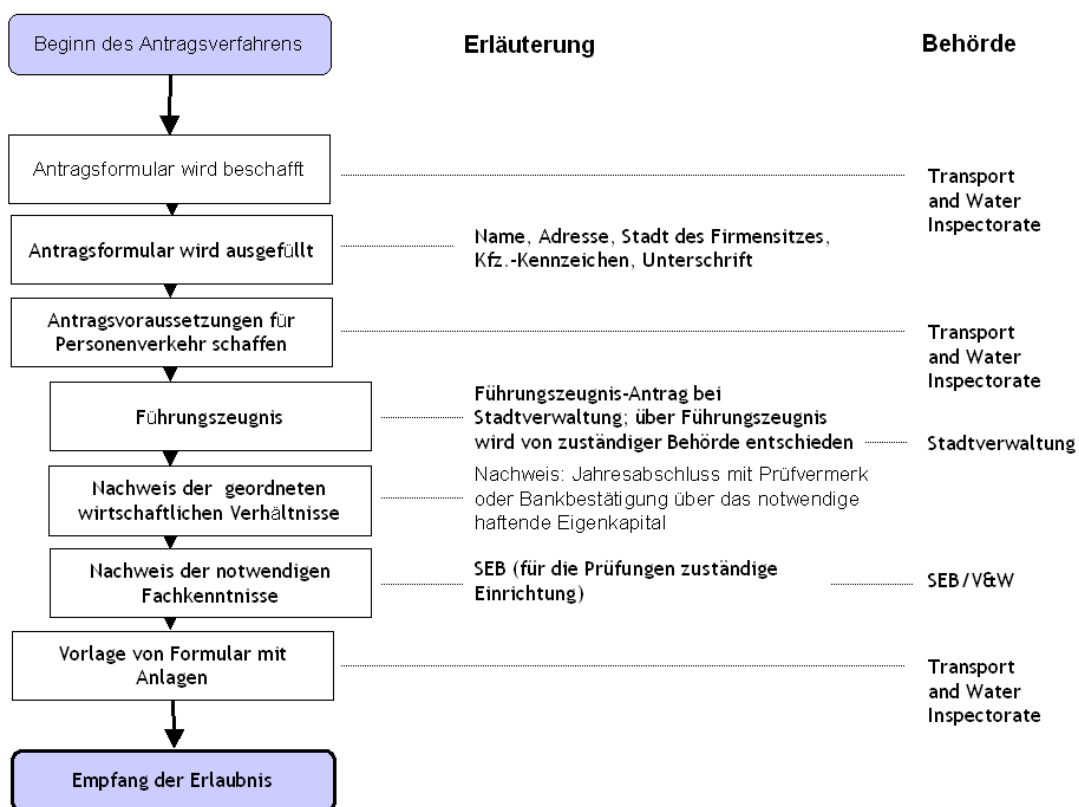 Beginn des Antragsverfahrens
Erläuterung
Behörde
Antragsformular wird beschafft
Transport
and Water
Inspectorate
Antragsformular wird ausgefüllt
Name, Adresse, Stadt des Firmensitzes,
Kfz.-Kennzeichen, Unterschrift
Antragsvoraussetzungen für
Personenverkehr schaffen
Transport
and Water
Inspectorate
Führungszeugnis
Führungszeugnis-Antrag bei
Stadtverwaltung; über Führungszeugnis
wird von zuständiger Behörde entschieden
Stadtverwaltung
Nachweis der geordneten
wirtschaftlichen Verhältnisse
Nachweis: Jahresabschluss mit Prüfvermerk
oder Bankbestätigung über das notwendige
haftende Eigenkapital
Nachweis der notwendigen
Fachkenntnisse
SEB (für die Prüfungen zuständige
Einrichtung)
SEB/V&W
Vorlage von Formular mit
Anlagen
Transport
and Water
Inspectorate
Empfang der Erlaubnis